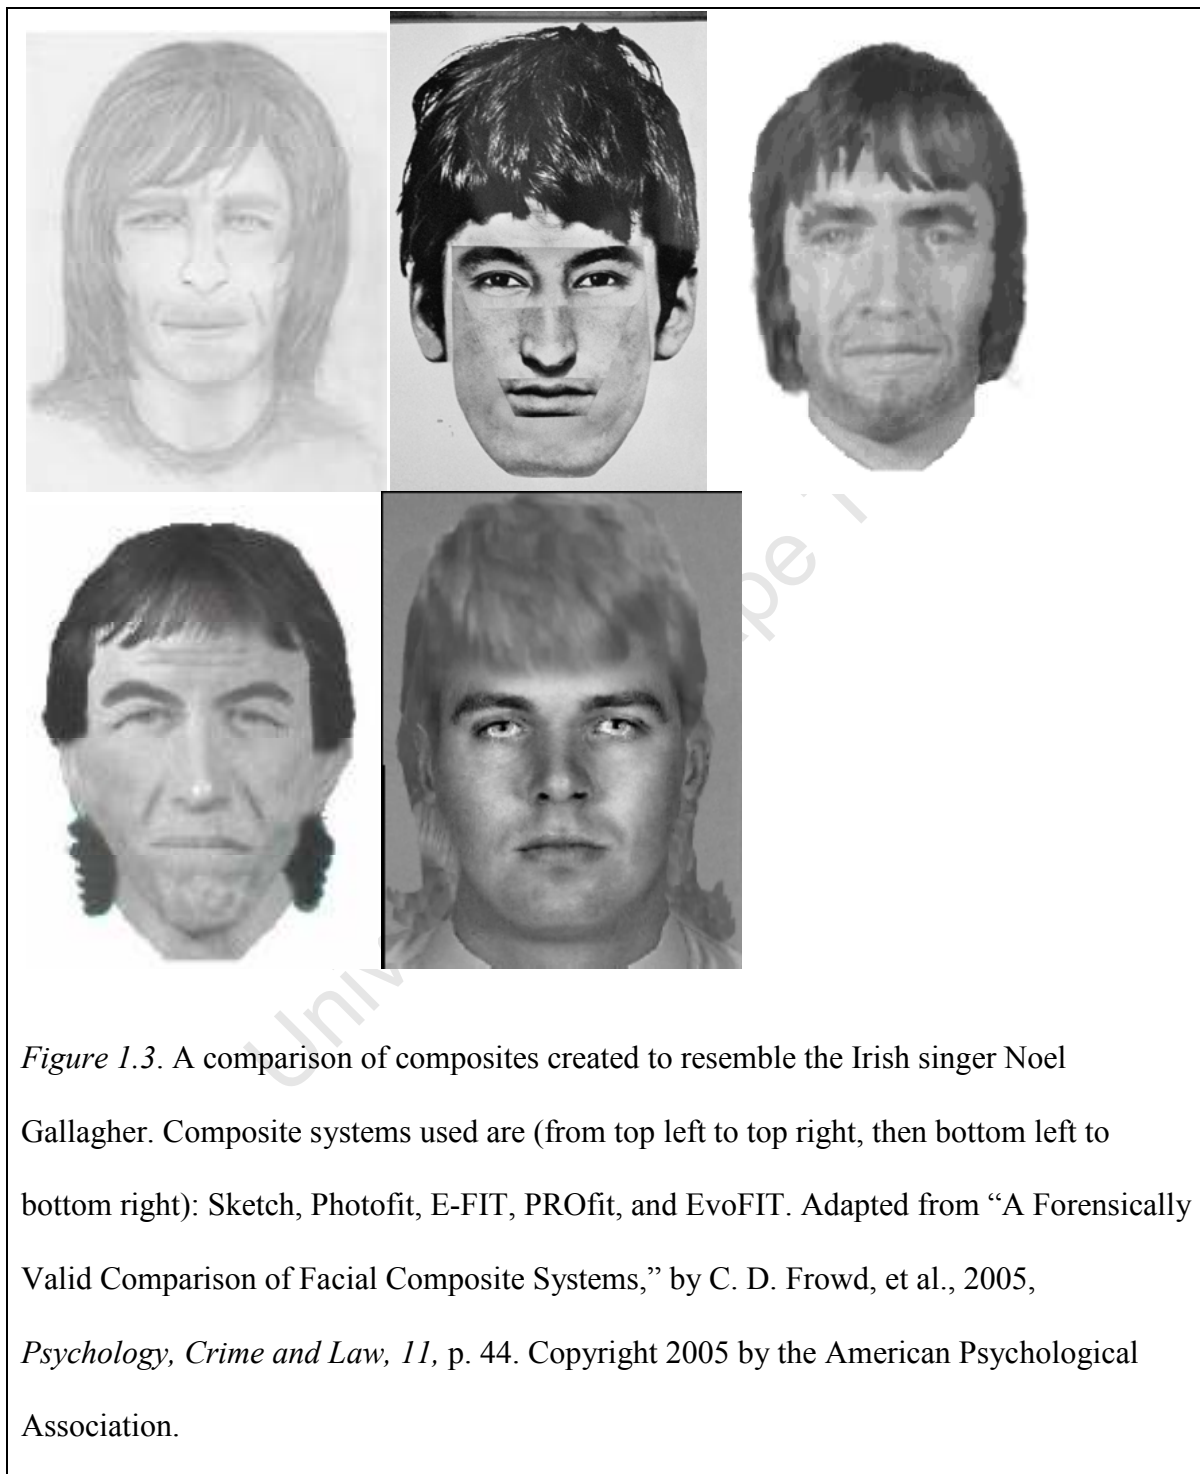 Figure 1.3. A comparison of composites created to resemble the Irish singer Noel
Gallagher. Composite systems used are (from top left to top right, then bottom left to
bottom right): Sketch, Photofit, E-FIT, PROfit, and EvoFIT. Adapted from “A Forensically
Valid Comparison of Facial Composite Systems,” by C. D. Frowd, et al., 2005,
Psychology, Crime and Law, 11, p. 44. Copyright 2005 by the American Psychological
Association.